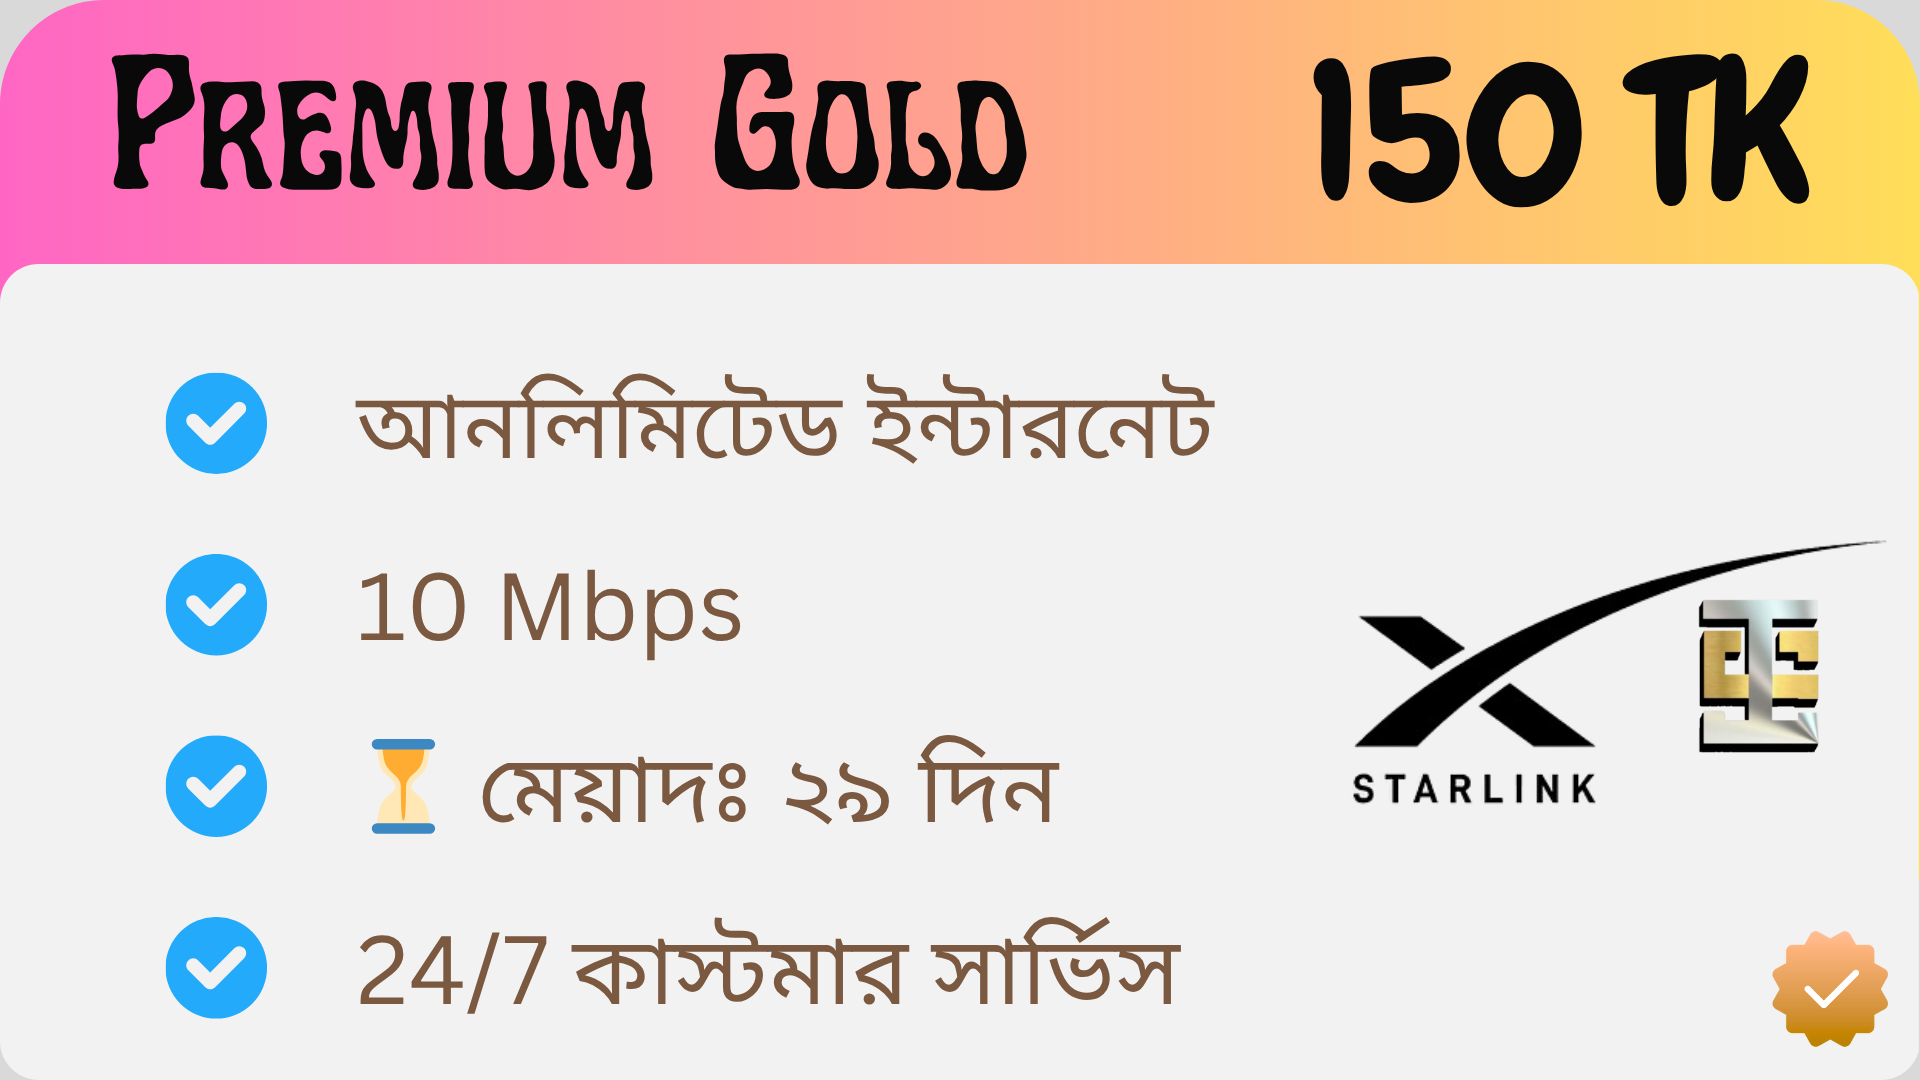 PREMIUM GOLD
150 TK
আনলিমিটেড ইন্টারনেট
10 Mbps
⏳ মেয়াদঃ ২৯ দিন
24/7 কাস্টমার সার্ভিস
STARLINK